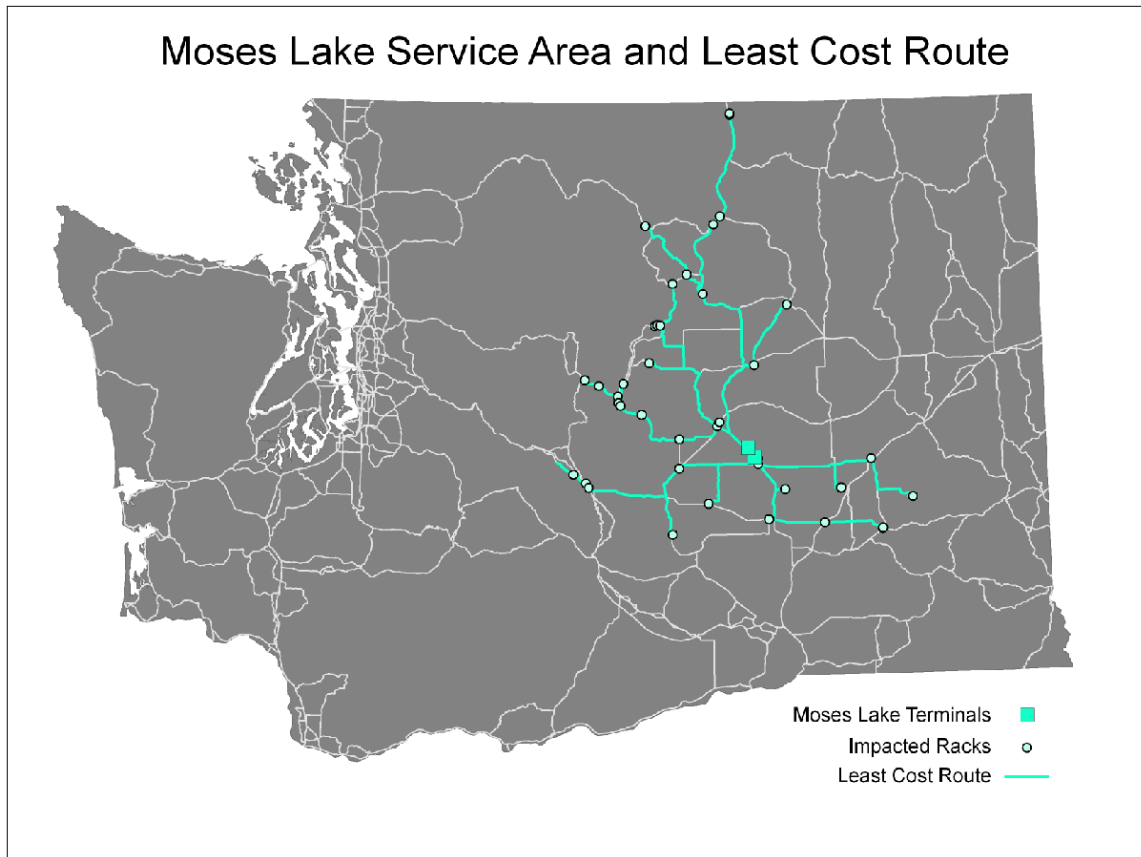 Moses Lake Service Area and Least Cost Route
Moses Lake Terminals
Impacted Racks
Least Cost Route